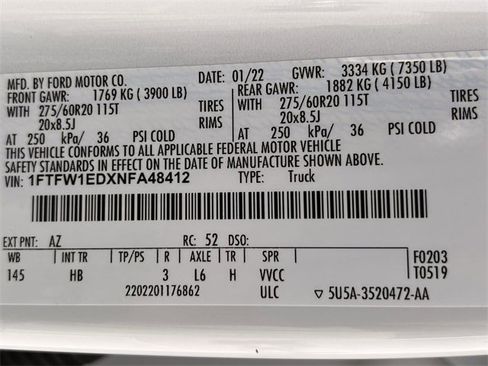 MFD. BY FORD MOTOR CO. DATE: 01/22 GVWR: 3334 KG ( 7350 LB)
FRONT GAWR: 1769 KG ( 3900 LB) REAR GAWR: 1882 KG ( 4150 LB)
WITH 275/60R20 115T TIRES WITH 275/60R20 115T TIRES
20x8.5J RIMS 20x8.5J RIMS
AT 250 kPa/ 36 PSI COLD AT 250 kPa/ 36 PSI COLD
THIS VEHICLE CONFORMS TO ALL APPLICABLE FEDERAL MOTOR VEHICLE
SAFETY STANDARDS IN EFFECT ON THE DATE OF MANUFACTURE SHOWN ABOVE.
VIN: 1FTFW1EDXNFA48412 TYPE: Truck
EXT PNT: AZ RC: 52 DSO:
WB INT TR TP/PS R AXLE TR SPR F0203
145 HB 3 L6 H VVCC T0519
2202201176862 ULC ▽ 5U5A-3520472-AA